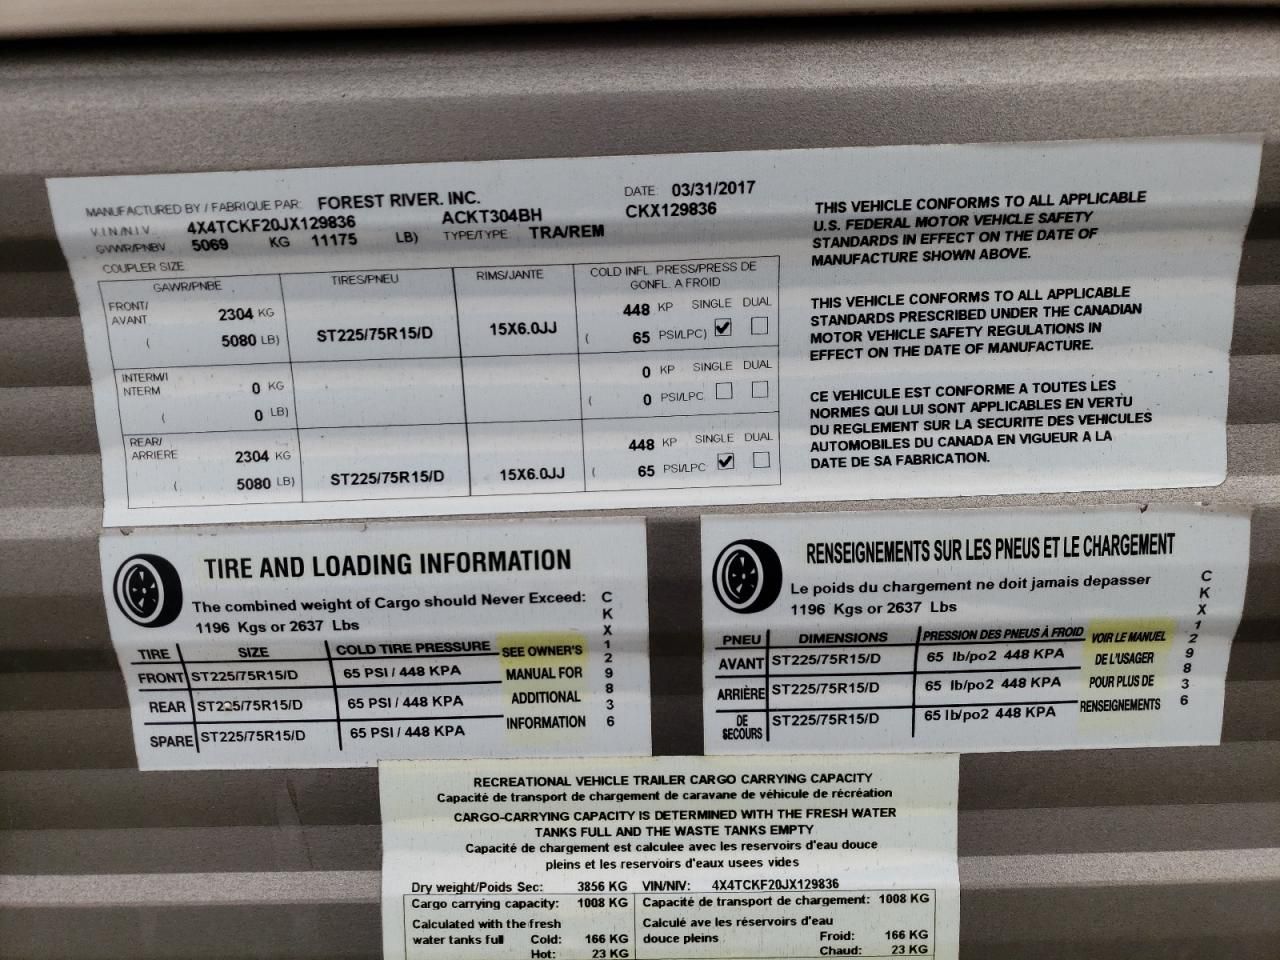 MANUFACTURED BY / FABRIQUE PAR: FOREST RIVER. INC. DATE: 03/31/2017
V.I.N/N.I.V. 4X4TCKF20JX129836 ACKT304BH CKX129836
GVWR/PNBV 5069 KG 11175 LB) TYPE/TYPE TRA/REM
COUPLER SIZE
GAWR/PNBE TIRES/PNEU RIMS/JANTE COLD INFL. PRESS/PRESS DE GONFL. A FROID
FRONT/ AVANT 2304 KG ST225/75R15/D 15X6.0JJ 448 KP SINGLE DUAL
( 5080 LB) ( 65 PSI/LPC)
INTERM/I NTERM 0 KG 0 KP SINGLE DUAL
( 0 LB) ( 0 PSI/LPC
REAR/ ARRIERE 2304 KG ST225/75R15/D 15X6.0JJ 448 KP SINGLE DUAL
( 5080 LB) ( 65 PSI/LPC
THIS VEHICLE CONFORMS TO ALL APPLICABLE
U.S. FEDERAL MOTOR VEHICLE SAFETY
STANDARDS IN EFFECT ON THE DATE OF
MANUFACTURE SHOWN ABOVE.
THIS VEHICLE CONFORMS TO ALL APPLICABLE
STANDARDS PRESCRIBED UNDER THE CANADIAN
MOTOR VEHICLE SAFETY REGULATIONS IN
EFFECT ON THE DATE OF MANUFACTURE.
CE VEHICULE EST CONFORME A TOUTES LES
NORMES QUI LUI SONT APPLICABLES EN VERTU
DU REGLEMENT SUR LA SECURITE DES VEHICULES
AUTOMOBILES DU CANADA EN VIGUEUR A LA
DATE DE SA FABRICATION.
TIRE AND LOADING INFORMATION
The combined weight of Cargo should Never Exceed:
1196 Kgs or 2637 Lbs
TIRE SIZE COLD TIRE PRESSURE
FRONT ST225/75R15/D 65 PSI / 448 KPA
REAR ST225/75R15/D 65 PSI / 448 KPA
SPARE ST225/75R15/D 65 PSI / 448 KPA
SEE OWNER'S
MANUAL FOR
ADDITIONAL
INFORMATION
CKX129836
RENSEIGNEMENTS SUR LES PNEUS ET LE CHARGEMENT
Le poids du chargement ne doit jamais depasser
1196 Kgs or 2637 Lbs
PNEU DIMENSIONS PRESSION DES PNEUS À FROID
AVANT ST225/75R15/D 65 lb/po2 448 KPA
ARRIÈRE ST225/75R15/D 65 lb/po2 448 KPA
DE SECOURS ST225/75R15/D 65 lb/po2 448 KPA
VOIR LE MANUEL
DE L'USAGER
POUR PLUS DE
RENSEIGNEMENTS
CKX129836
RECREATIONAL VEHICLE TRAILER CARGO CARRYING CAPACITY
Capacité de transport de chargement de caravane de véhicule de récréation
CARGO-CARRYING CAPACITY IS DETERMINED WITH THE FRESH WATER
TANKS FULL AND THE WASTE TANKS EMPTY
Capacité de chargement est calculee avec les reservoirs d'eau douce
pleins et les reservoirs d'eaux usees vides
Dry weight/Poids Sec: 3856 KG VIN/NIV: 4X4TCKF20JX129836
Cargo carrying capacity: 1008 KG Capacité de transport de chargement: 1008 KG
Calculated with the fresh Calculé ave les réservoirs d'eau
water tanks full Cold: 166 KG douce pleins Froid: 166 KG
Hot: 23 KG Chaud: 23 KG